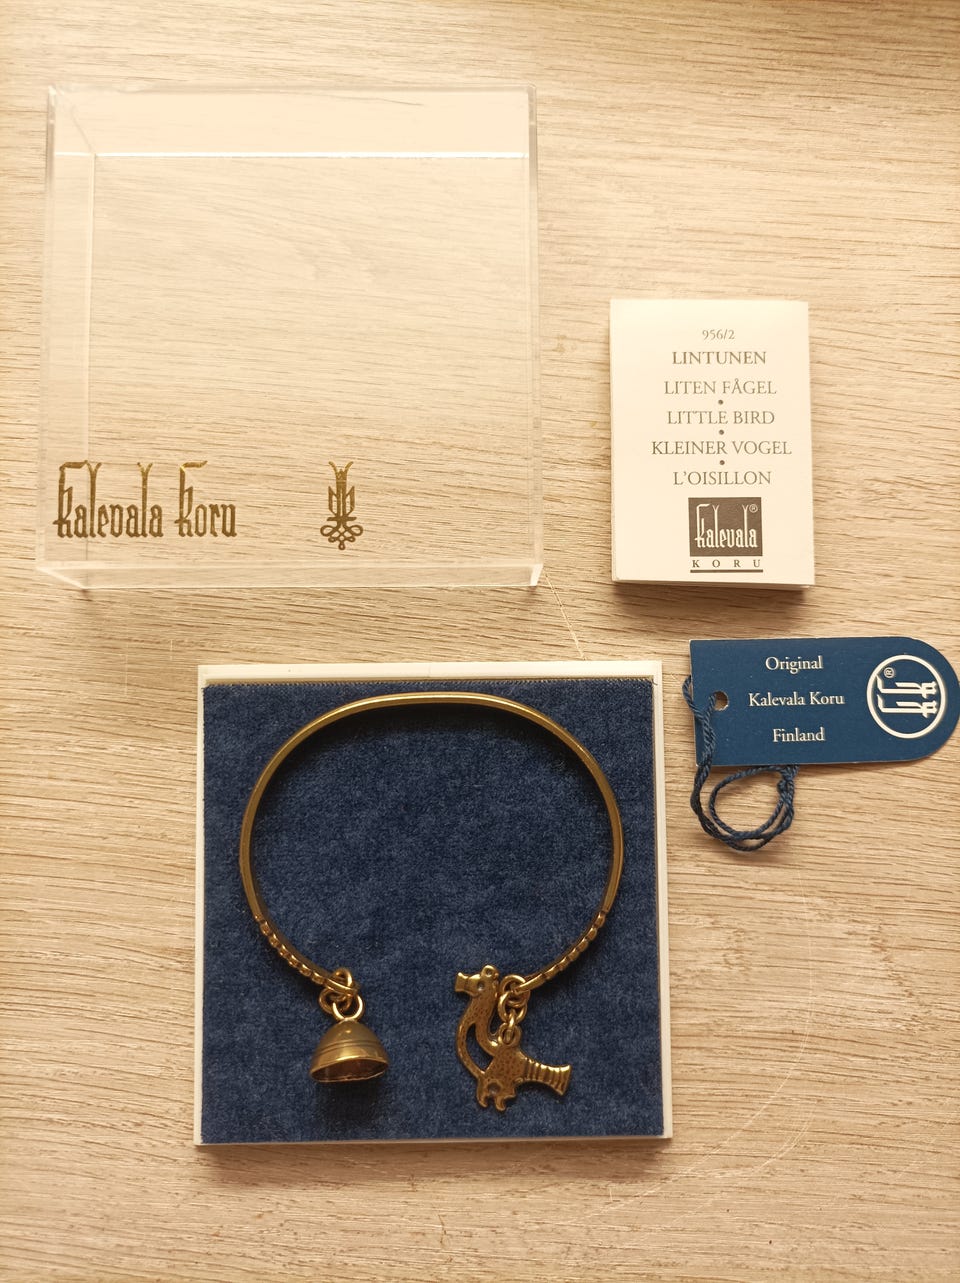 Kalevala Koru
956/2
LINTUNEN
LITEN FÅGEL
•
LITTLE BIRD
•
KLEINER VOGEL
•
L'OISILLON
Kalevala®
KORU
Original
Kalevala Koru
Finland
®